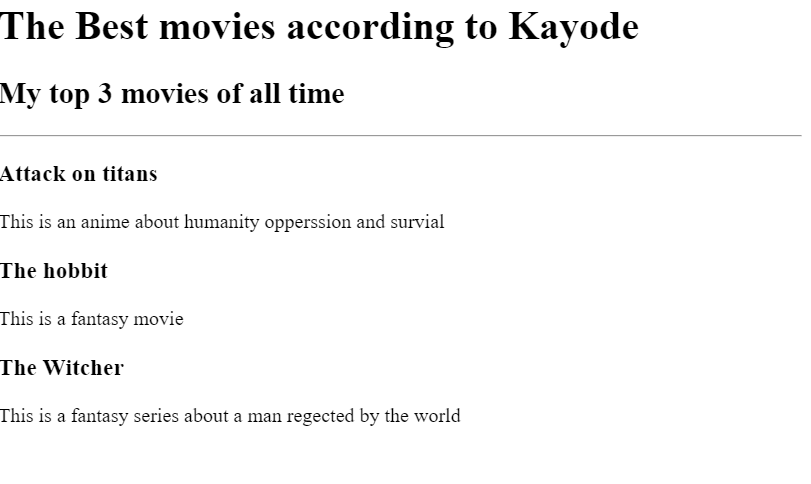 The Best movies according to Kayode
My top 3 movies of all time
Attack on titans
This is an anime about humanity opperssion and survial
The hobbit
This is a fantasy movie
The Witcher
This is a fantasy series about a man regected by the world